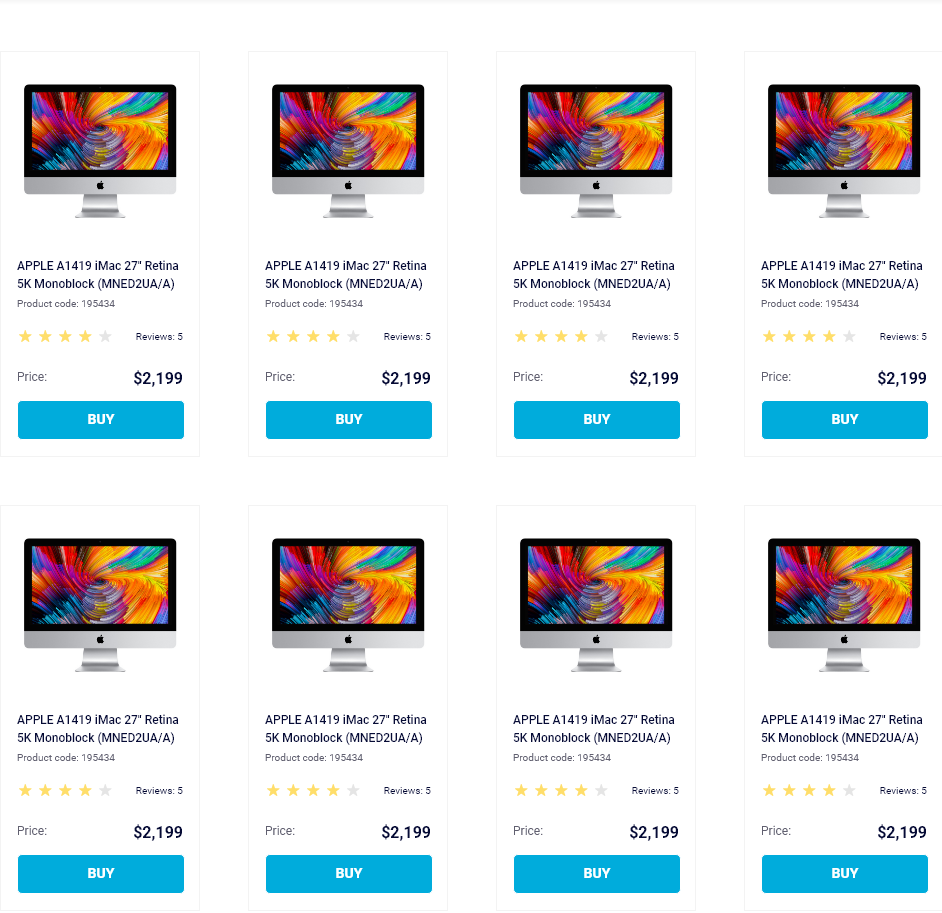 APPLE A1419 iMac 27" Retina
5K Monoblock (MNED2UA/A)
Product code: 195434
Reviews: 5
Price: $2,199
BUY
APPLE A1419 iMac 27" Retina
5K Monoblock (MNED2UA/A)
Product code: 195434
Reviews: 5
Price: $2,199
BUY
APPLE A1419 iMac 27" Retina
5K Monoblock (MNED2UA/A)
Product code: 195434
Reviews: 5
Price: $2,199
BUY
APPLE A1419 iMac 27" Retina
5K Monoblock (MNED2UA/A)
Product code: 195434
Reviews: 5
Price: $2,199
BUY
APPLE A1419 iMac 27" Retina
5K Monoblock (MNED2UA/A)
Product code: 195434
Reviews: 5
Price: $2,199
BUY
APPLE A1419 iMac 27" Retina
5K Monoblock (MNED2UA/A)
Product code: 195434
Reviews: 5
Price: $2,199
BUY
APPLE A1419 iMac 27" Retina
5K Monoblock (MNED2UA/A)
Product code: 195434
Reviews: 5
Price: $2,199
BUY
APPLE A1419 iMac 27" Retina
5K Monoblock (MNED2UA/A)
Product code: 195434
Reviews: 5
Price: $2,199
BUY